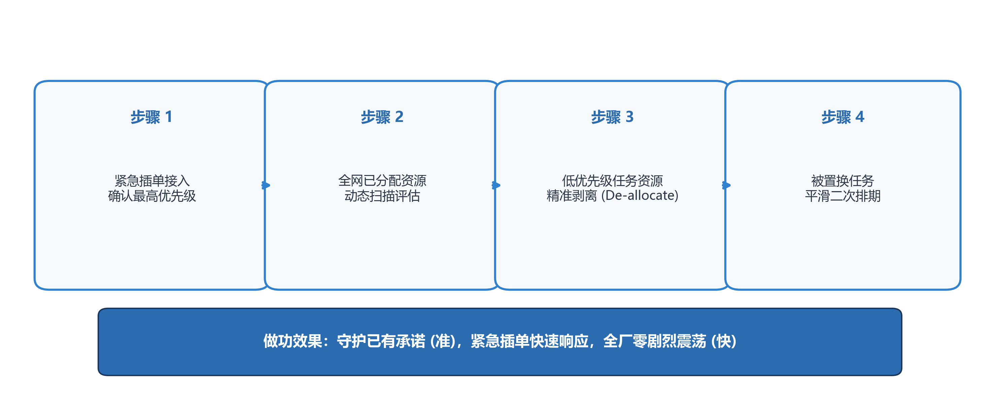 步骤 1
紧急插单接入
确认最高优先级
步骤 2
全网已分配资源
动态扫描评估
步骤 3
低优先级任务资源
精准剥离 (De-allocate)
步骤 4
被置换任务
平滑二次排期
做功效果：守护已有承诺 (准)，紧急插单快速响应，全厂零剧烈震荡 (快)